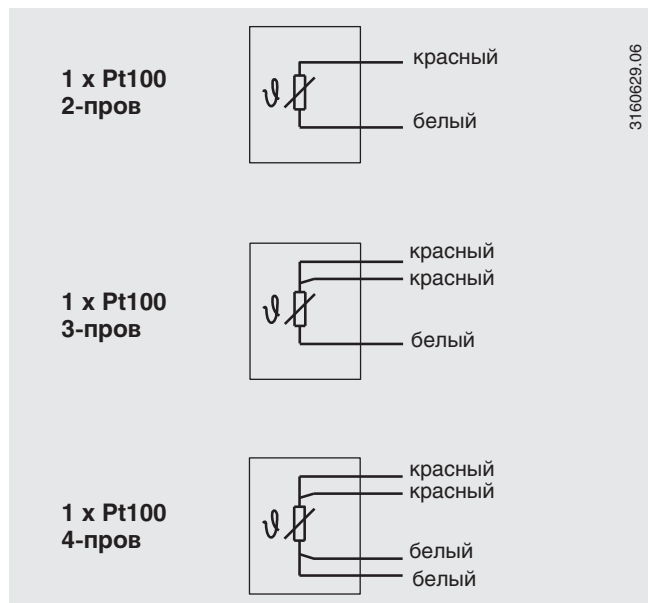 1 x Pt100
2-пров
красный
белый
3160629.06
1 x Pt100
3-пров
красный
красный
белый
1 x Pt100
4-пров
красный
красный
белый
белый